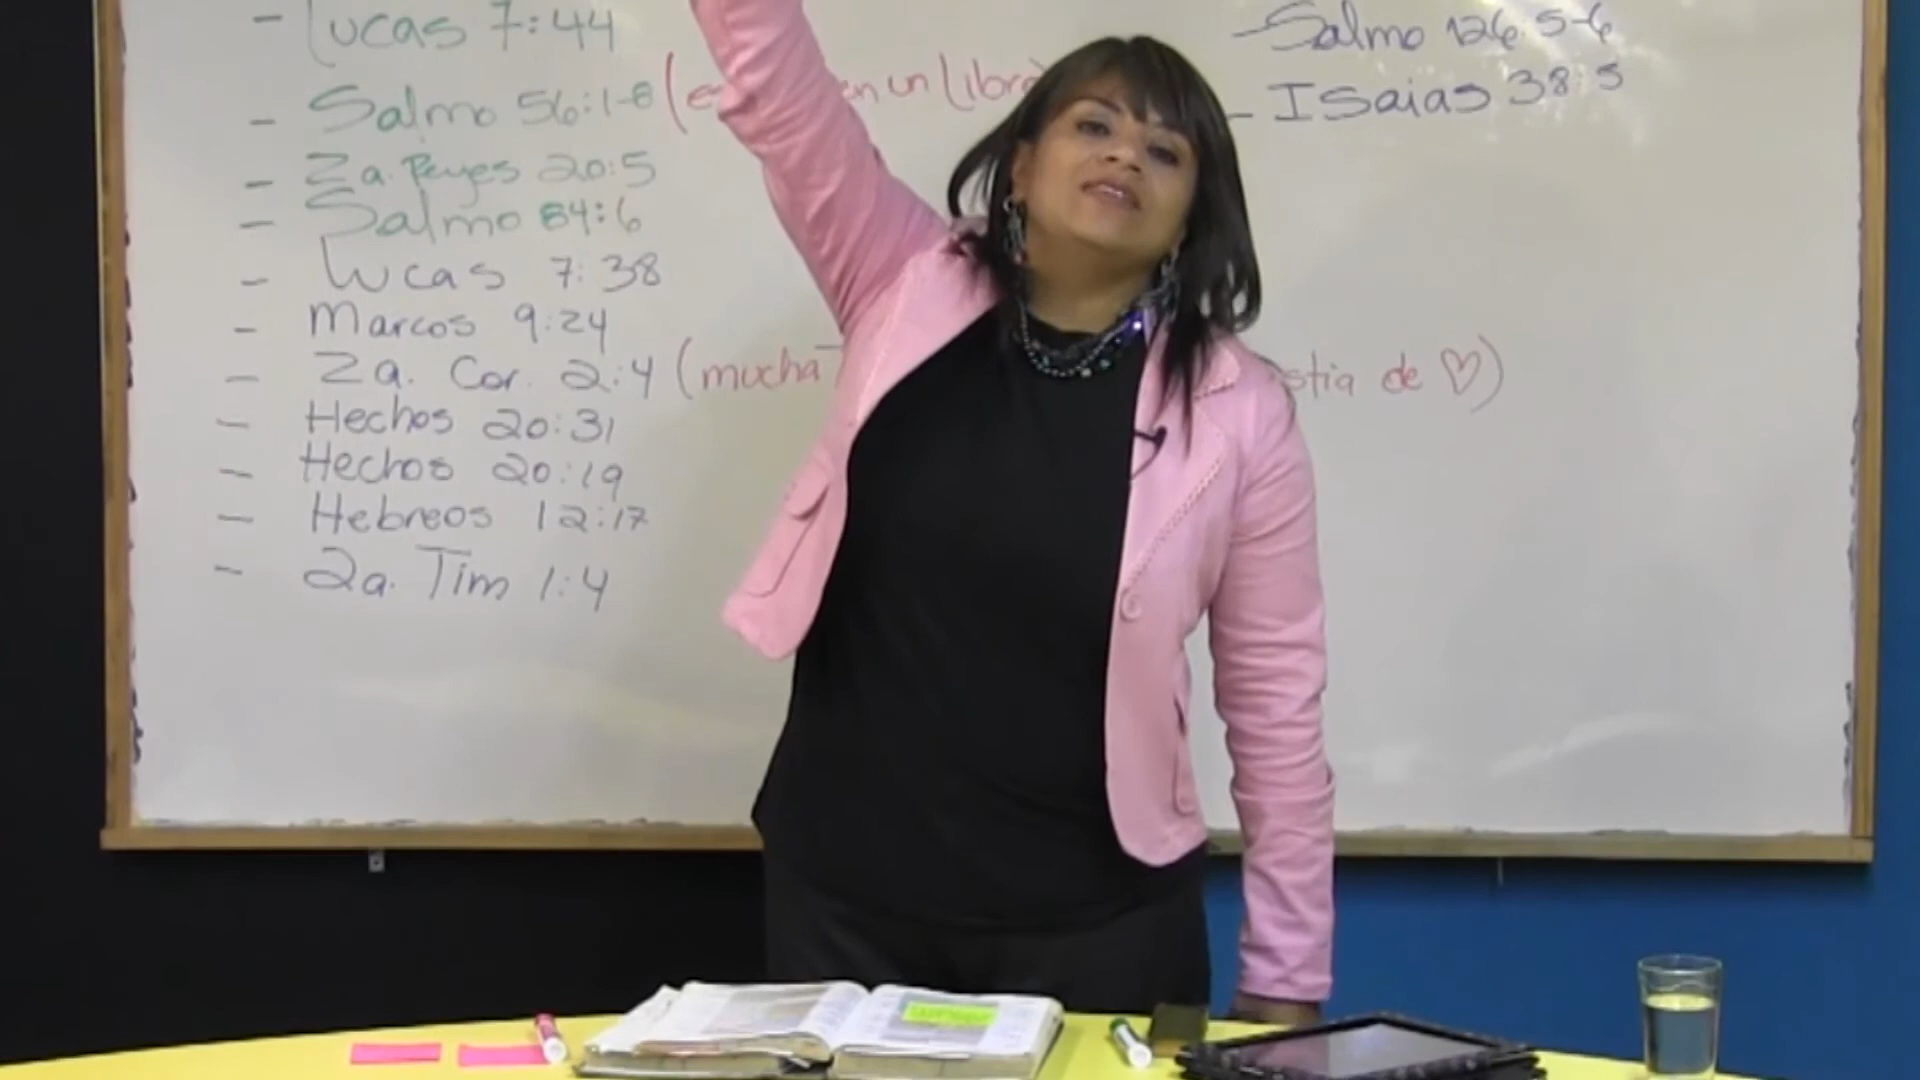 - Lucas 7:44
- Salmo 56:1-8 ( en un Libro
- 2a. Reyes 20:5
- Salmo 84:6
- Lucas 7:38
- Marcos 9:24
- 2a. Cor. 2:4 (mucha de ♡)
- Hechos 20:31
- Hechos 20:19
- Hebreos 12:17
- 2a. Tim 1:4
- Salmo 126:5-6
- Isaias 38:5